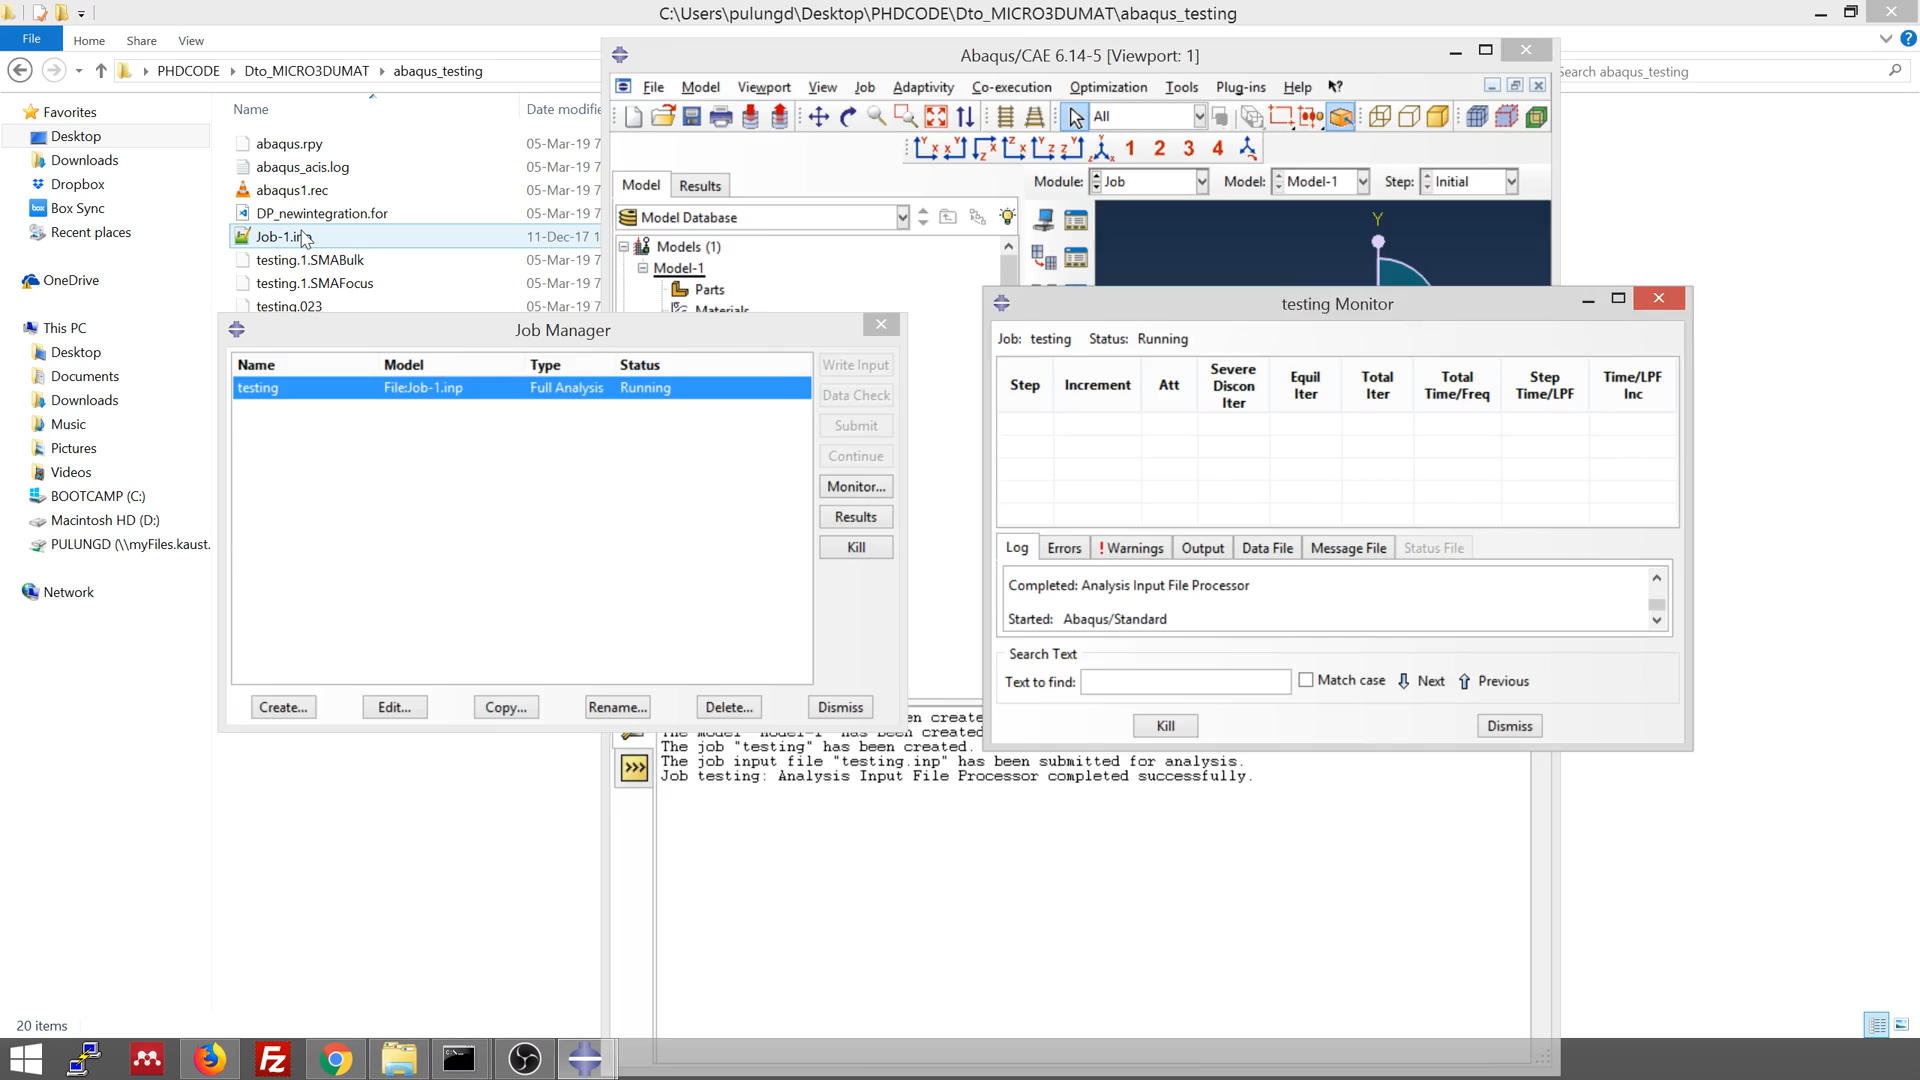 C:\Users\pulungd\Desktop\PHDCODE\Dto_MICRO3DUMAT\abaqus_testing
File Home Share View
PHDCODE Dto_MICRO3DUMAT abaqus_testing
Search abaqus_testing
Favorites
Desktop
Downloads
Dropbox
Box Sync
Recent places
OneDrive
This PC
Desktop
Documents
Downloads
Music
Pictures
Videos
BOOTCAMP (C:)
Macintosh HD (D:)
PULUNGD (\\myFiles.kaust.
Network
20 items
Name Date modifie
abaqus.rpy 05-Mar-19 7
abaqus_acis.log 05-Mar-19 7
abaqus1.rec 05-Mar-19 7
DP_newintegration.for 05-Mar-19 7
Job-1.inp 11-Dec-17 1
testing.1.SMABulk 05-Mar-19 7
testing.1.SMAFocus 05-Mar-19 7
testing.023 05-Mar-19 7
Abaqus/CAE 6.14-5 [Viewport: 1]
File Model Viewport View Job Adaptivity Co-execution Optimization Tools Plug-ins Help
All
1 2 3 4
Model Results
Module: Job Model: Model-1 Step: Initial
Model Database
Models (1)
Model-1
Parts
Materials
Y
Job Manager
Name Model Type Status
testing File:Job-1.inp Full Analysis Running
Write Input
Data Check
Submit
Continue
Monitor...
Results
Kill
Create... Edit... Copy... Rename... Delete... Dismiss
testing Monitor
Job: testing Status: Running
Step Increment Att Severe Discon Iter Equil Iter Total Iter Total Time/Freq Step Time/LPF Time/LPF Inc
Log Errors ! Warnings Output Data File Message File Status File
Completed: Analysis Input File Processor
Started: Abaqus/Standard
Search Text
Text to find: Match case Next Previous
Kill Dismiss
The job "testing" has been created.
The job input file "testing.inp" has been submitted for analysis.
Job testing: Analysis Input File Processor completed successfully.
>>>